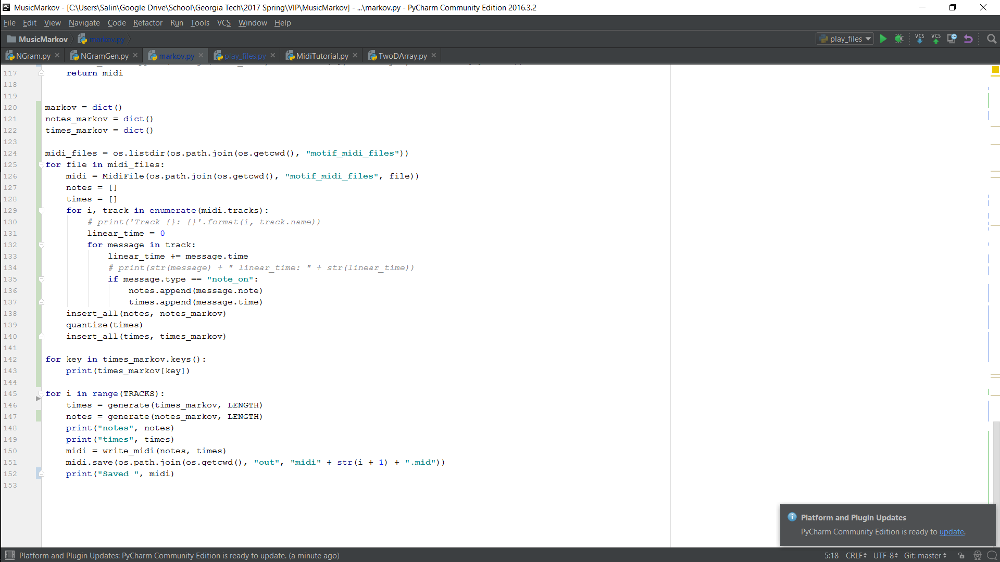 MusicMarkov - [C:\Users\Salin\Google Drive\School\Georgia Tech\2017 Spring\VIP\MusicMarkov] - ...\markov.py - PyCharm Community Edition 2016.3.2
File Edit View Navigate Code Refactor Run Tools VCS Window Help
MusicMarkov markov.py play_files VCS VCS
NGram.py NGramGen.py markov.py play_files.py MidiTutorial.py TwoDArray.py
117 return midi
118
119
120 markov = dict()
121 notes_markov = dict()
122 times_markov = dict()
123
124 midi_files = os.listdir(os.path.join(os.getcwd(), "motif_midi_files"))
125 for file in midi_files:
126 midi = MidiFile(os.path.join(os.getcwd(), "motif_midi_files", file))
127 notes = []
128 times = []
129 for i, track in enumerate(midi.tracks):
130 # print('Track {}: {}'.format(i, track.name))
131 linear_time = 0
132 for message in track:
133 linear_time += message.time
134 # print(str(message) + " linear_time: " + str(linear_time))
135 if message.type == "note_on":
136 notes.append(message.note)
137 times.append(message.time)
138 insert_all(notes, notes_markov)
139 quantize(times)
140 insert_all(times, times_markov)
141
142 for key in times_markov.keys():
143 print(times_markov[key])
144
145 for i in range(TRACKS):
146 times = generate(times_markov, LENGTH)
147 notes = generate(notes_markov, LENGTH)
148 print("notes", notes)
149 print("times", times)
150 midi = write_midi(notes, times)
151 midi.save(os.path.join(os.getcwd(), "out", "midi" + str(i + 1) + ".mid"))
152 print("Saved ", midi)
153
Platform and Plugin Updates
PyCharm Community Edition is ready to update.
Platform and Plugin Updates: PyCharm Community Edition is ready to update. (a minute ago) 5:18 CRLF UTF-8 Git: master